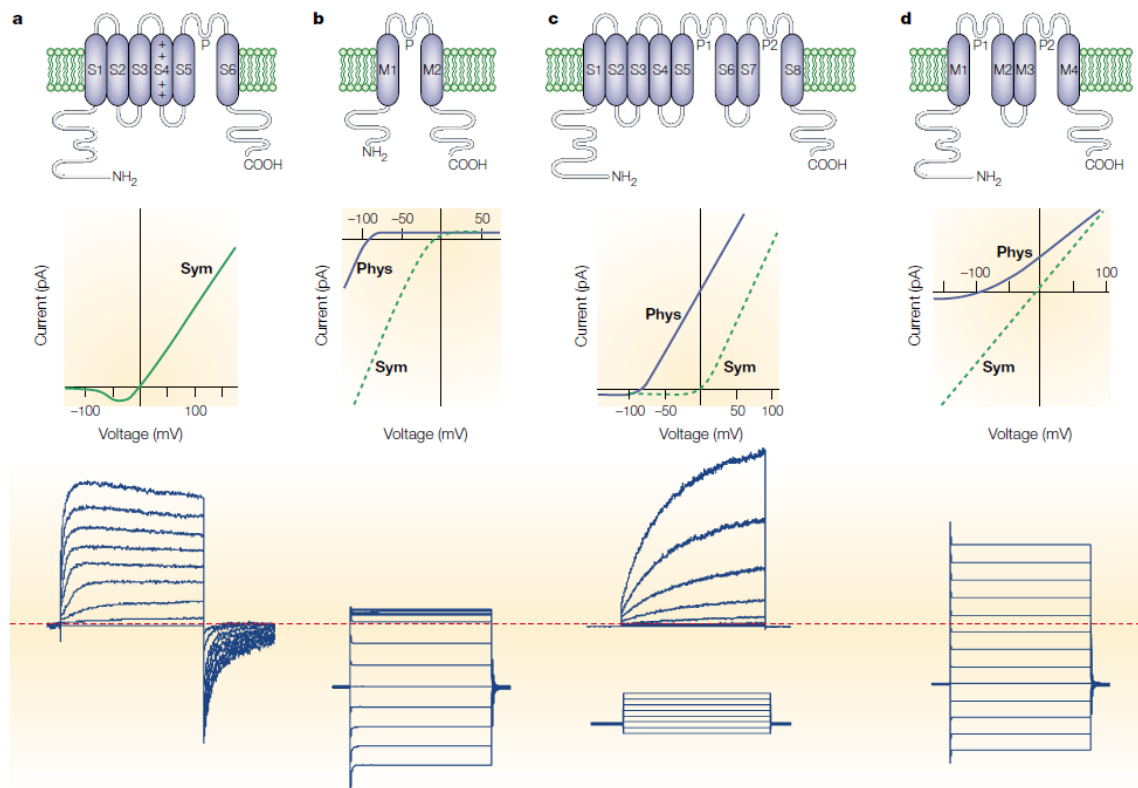 a
S1 S2 S3 + + S4 + + S5 P S6
NH2
COOH
b
M1 P M2
NH2
COOH
c
S1 S2 S3 S4 S5 P1 S6 S7 P2 S8
NH2
COOH
d
M1 P1 M2 M3 P2 M4
NH2
COOH
Current (pA)
Sym
−100 100
Voltage (mV)
Current (pA)
−100 −50 50
Phys
Sym
Voltage (mV)
Current (pA)
Phys
Sym
−100 −50 50 100
Voltage (mV)
Current (pA)
Phys
−100 100
Sym
Voltage (mV)